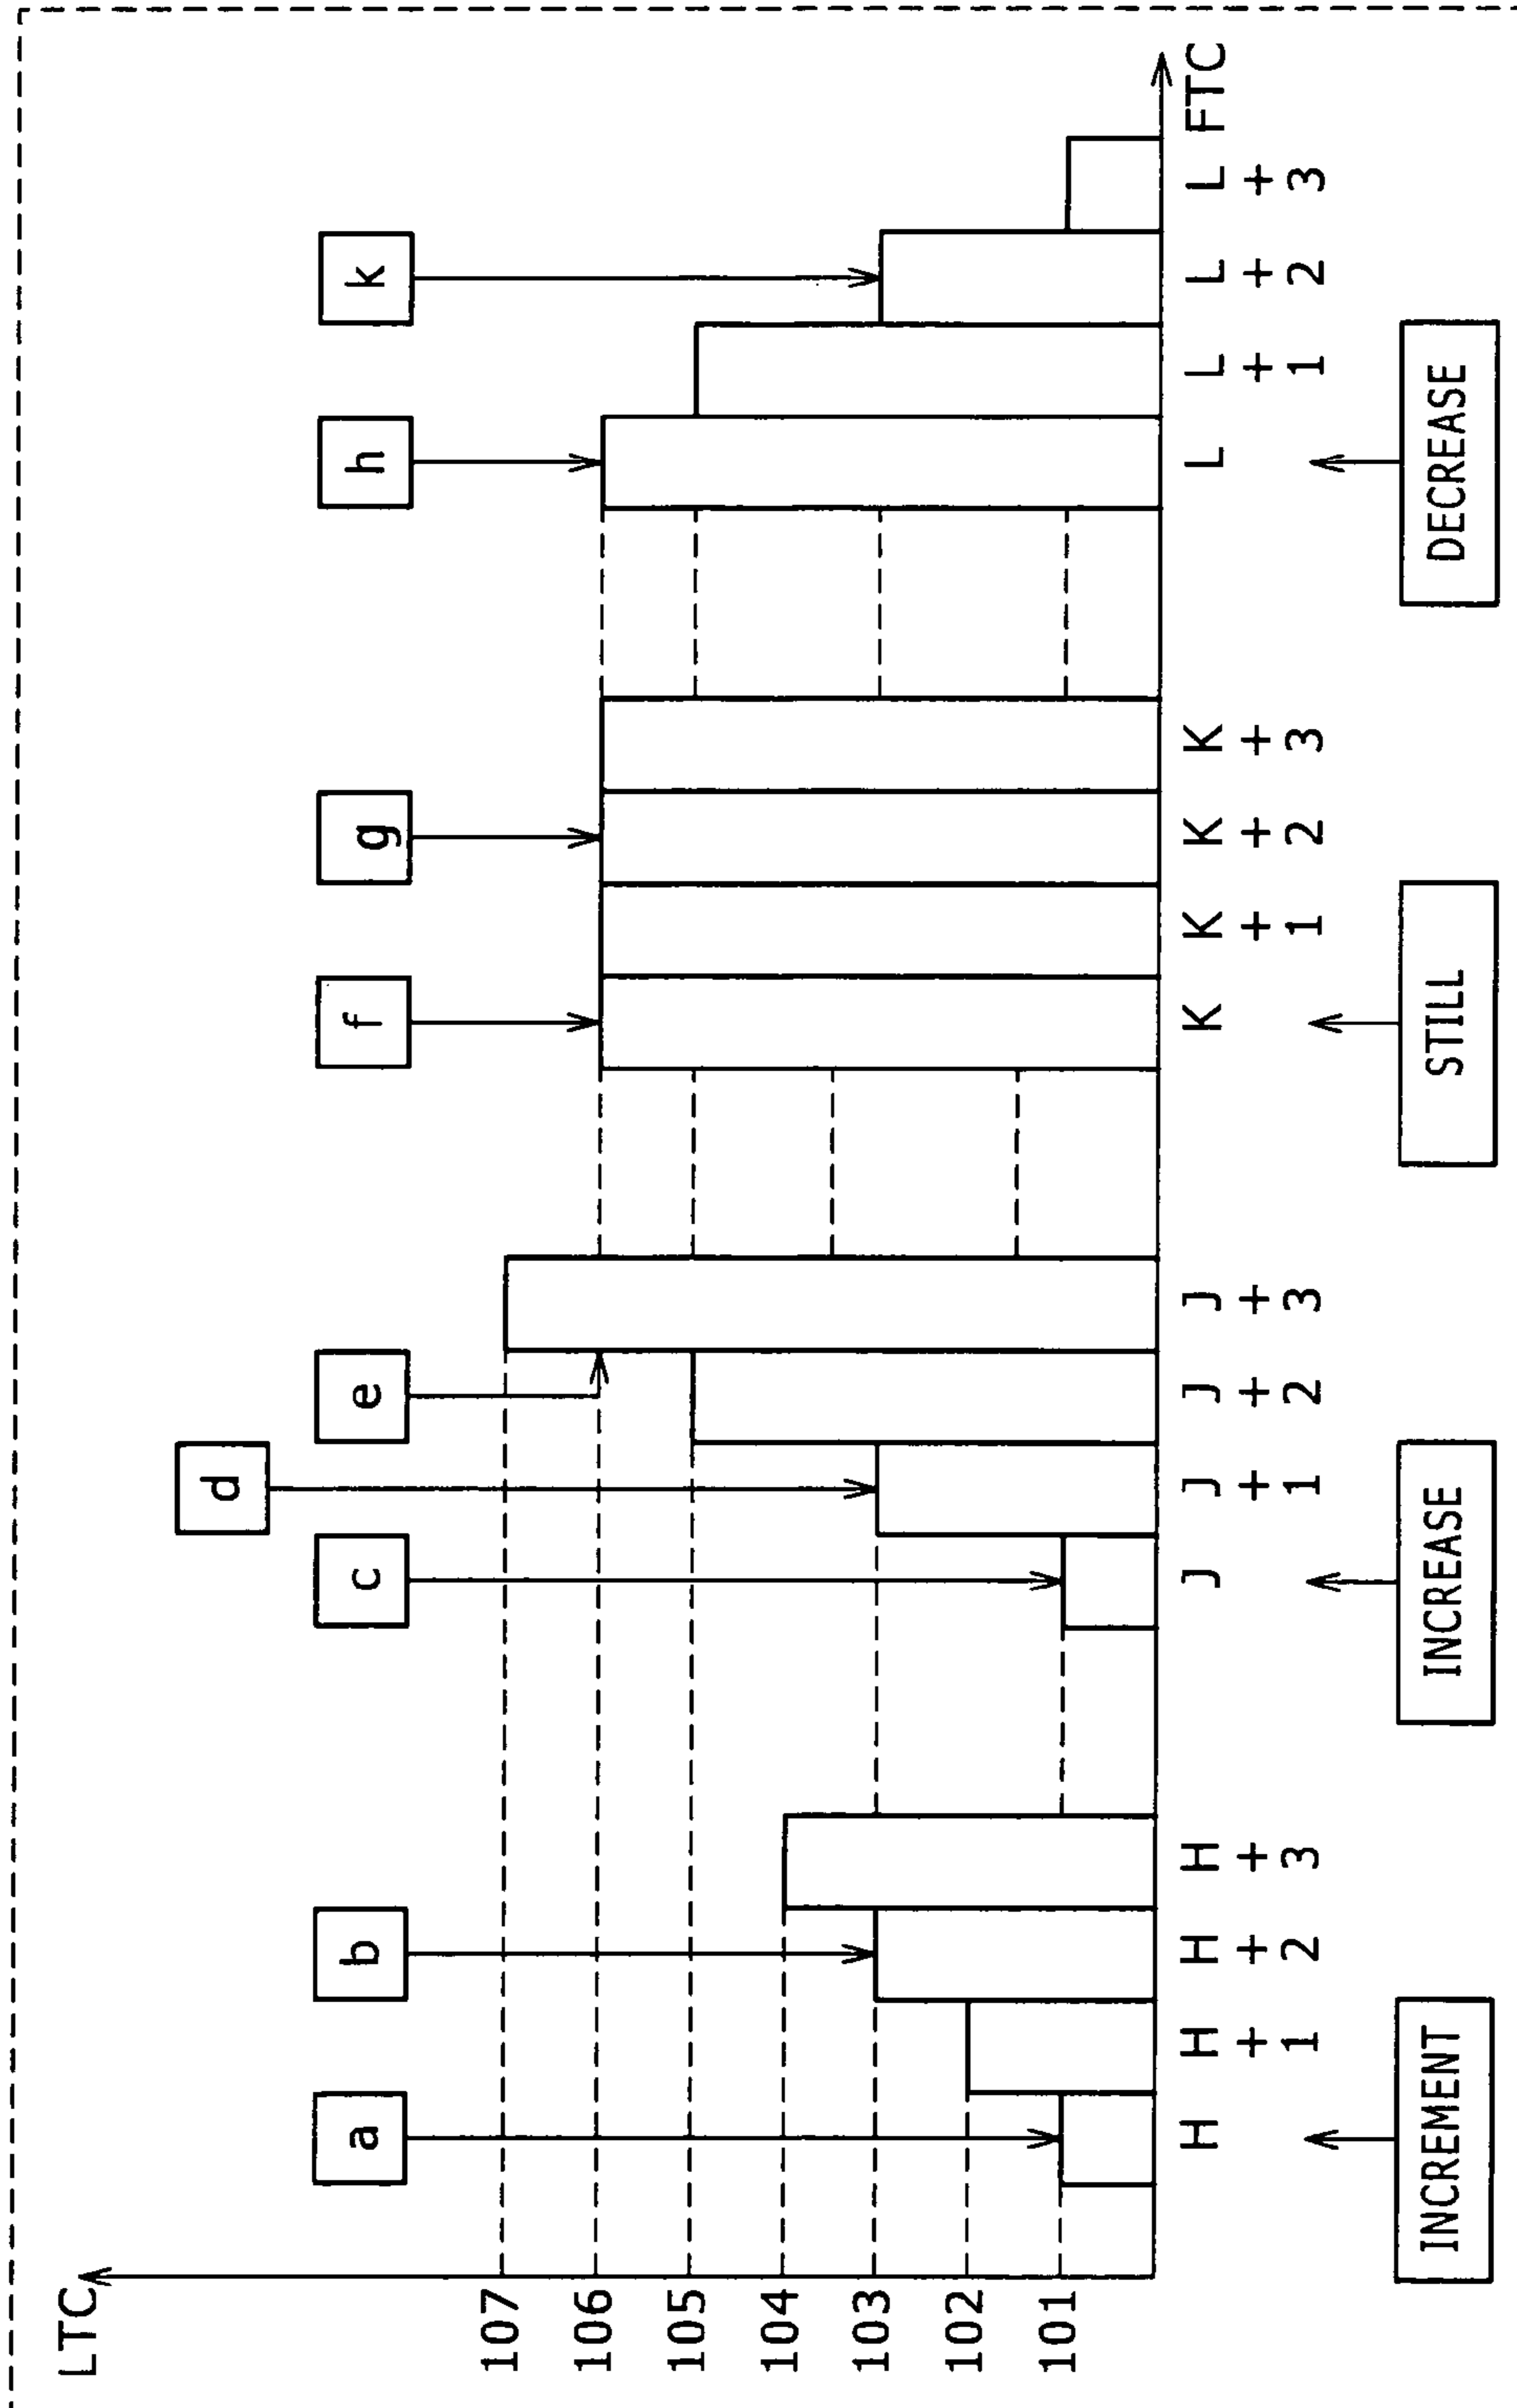 LTC
107
106
105
104
103
102
101
a
b
c
d
e
f
g
h
k
H
H+1
H+2
H+3
J
J+1
J+2
J+3
K
K+1
K+2
K+3
L
L+1
L+2
L+3
FTC
INCREMENT
INCREASE
STILL
DECREASE